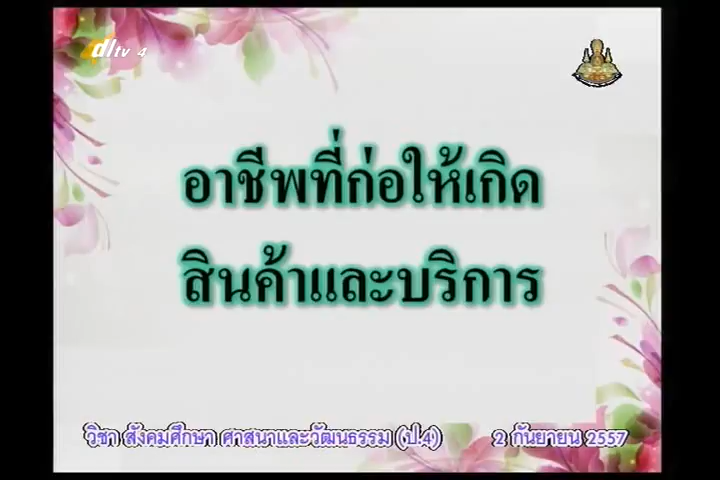 dltv 4
อาชีพที่ก่อให้เกิด
สินค้าและบริการ
วิชา สังคมศึกษา ศาสนาและวัฒนธรรม (ป.4) 2 กันยายน 2557